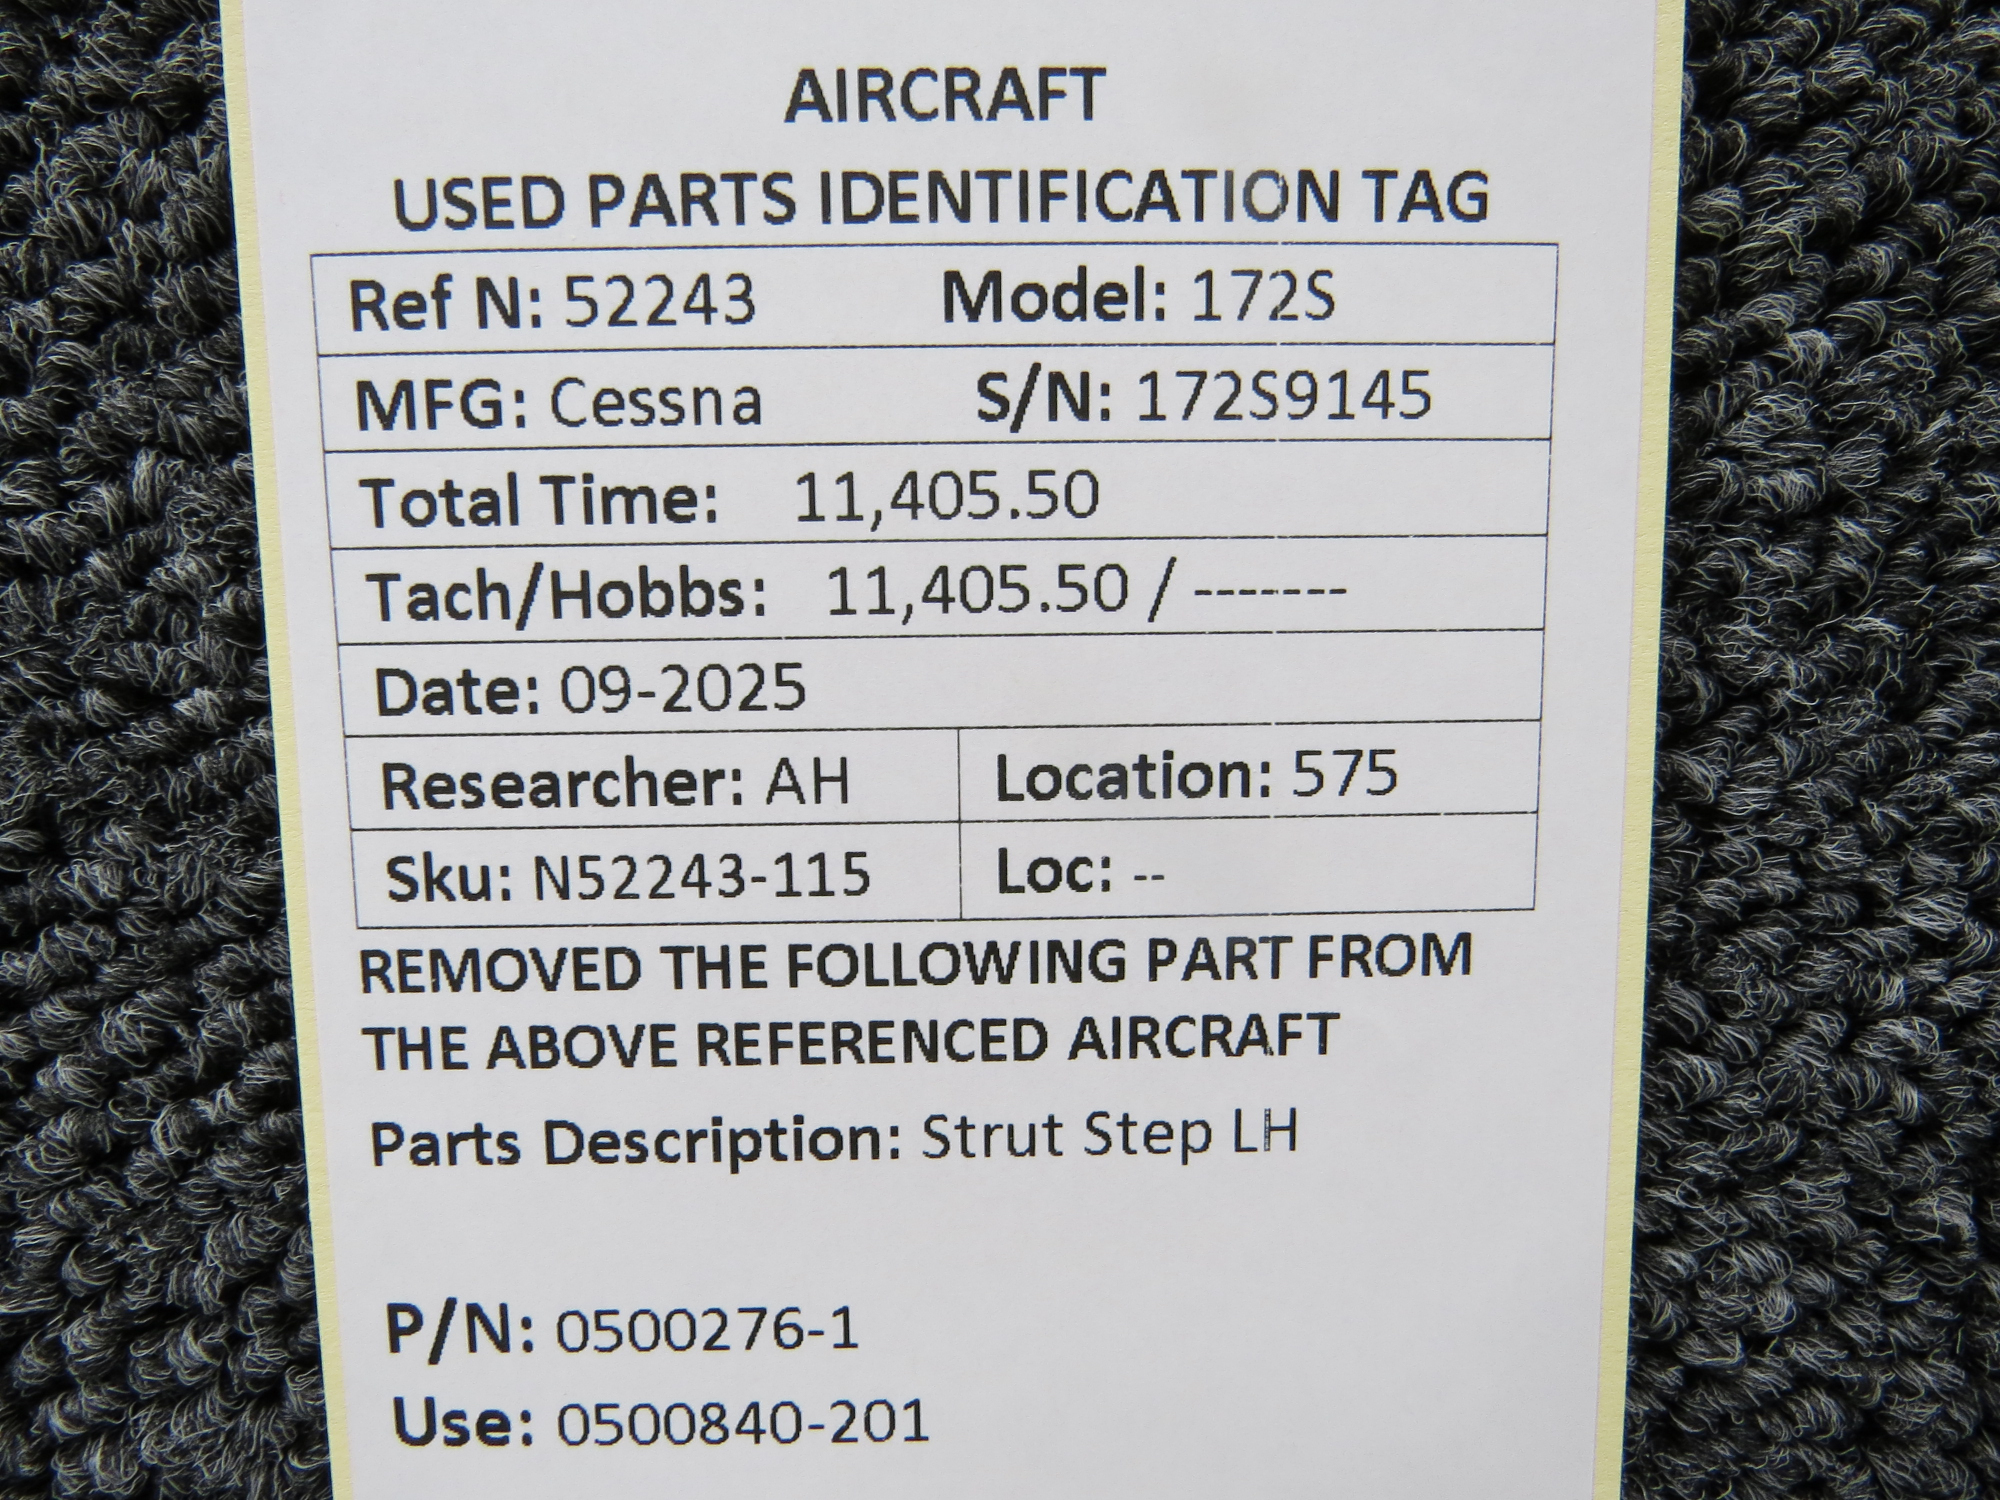 AIRCRAFT
USED PARTS IDENTIFICATION TAG
Ref N: 52243 Model: 172S
MFG: Cessna S/N: 172S9145
Total Time: 11,405.50
Tach/Hobbs: 11,405.50 / -------
Date: 09-2025
Researcher: AH Location: 575
Sku: N52243-115 Loc: --
REMOVED THE FOLLOWING PART FROM
THE ABOVE REFERENCED AIRCRAFT
Parts Description: Strut Step LH
P/N: 0500276-1
Use: 0500840-201